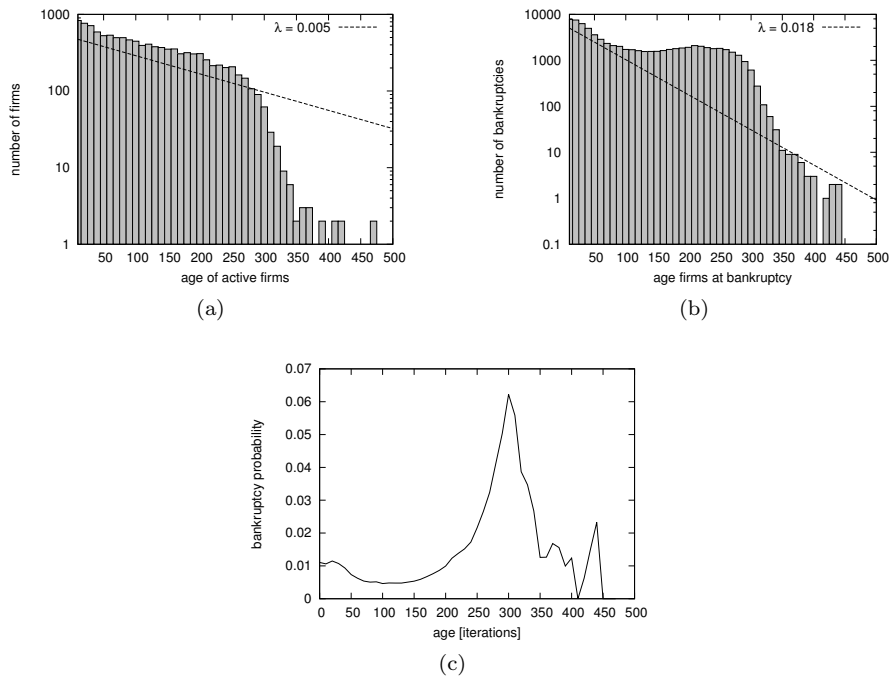 1000
100
10
1
number of firms
λ = 0.005
50 100 150 200 250 300 350 400 450 500
age of active firms
(a)
10000
1000
100
10
1
0.1
number of bankruptcies
λ = 0.018
50 100 150 200 250 300 350 400 450 500
age firms at bankruptcy
(b)
0.07
0.06
0.05
0.04
0.03
0.02
0.01
0
bankruptcy probability
0 50 100 150 200 250 300 350 400 450 500
age [iterations]
(c)